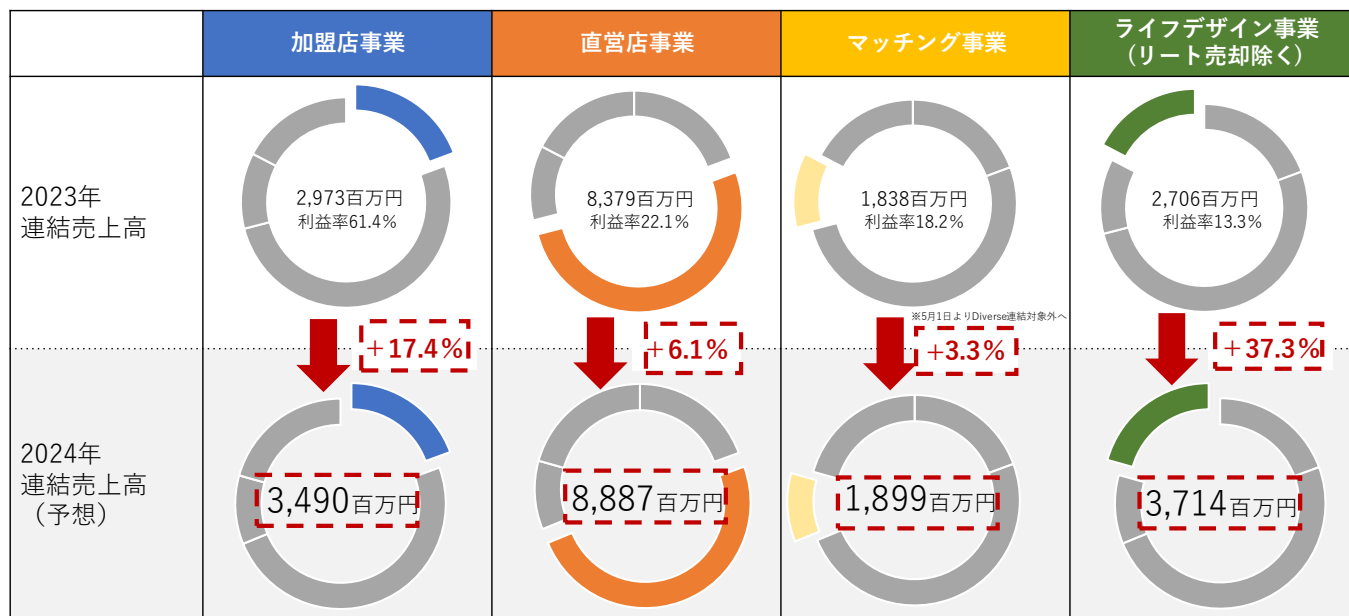 加盟店事業
直営店事業
マッチング事業
ライフデザイン事業
(リート売却除く)
2023年
連結売上高
2,973百万円
利益率61.4%
8,379百万円
利益率22.1%
1,838百万円
利益率18.2%
2,706百万円
利益率13.3%
※5月1日よりDiverse連結対象外へ
+17.4%
+6.1%
+3.3%
+37.3%
2024年
連結売上高
(予想)
3,490百万円
8,887百万円
1,899百万円
3,714百万円